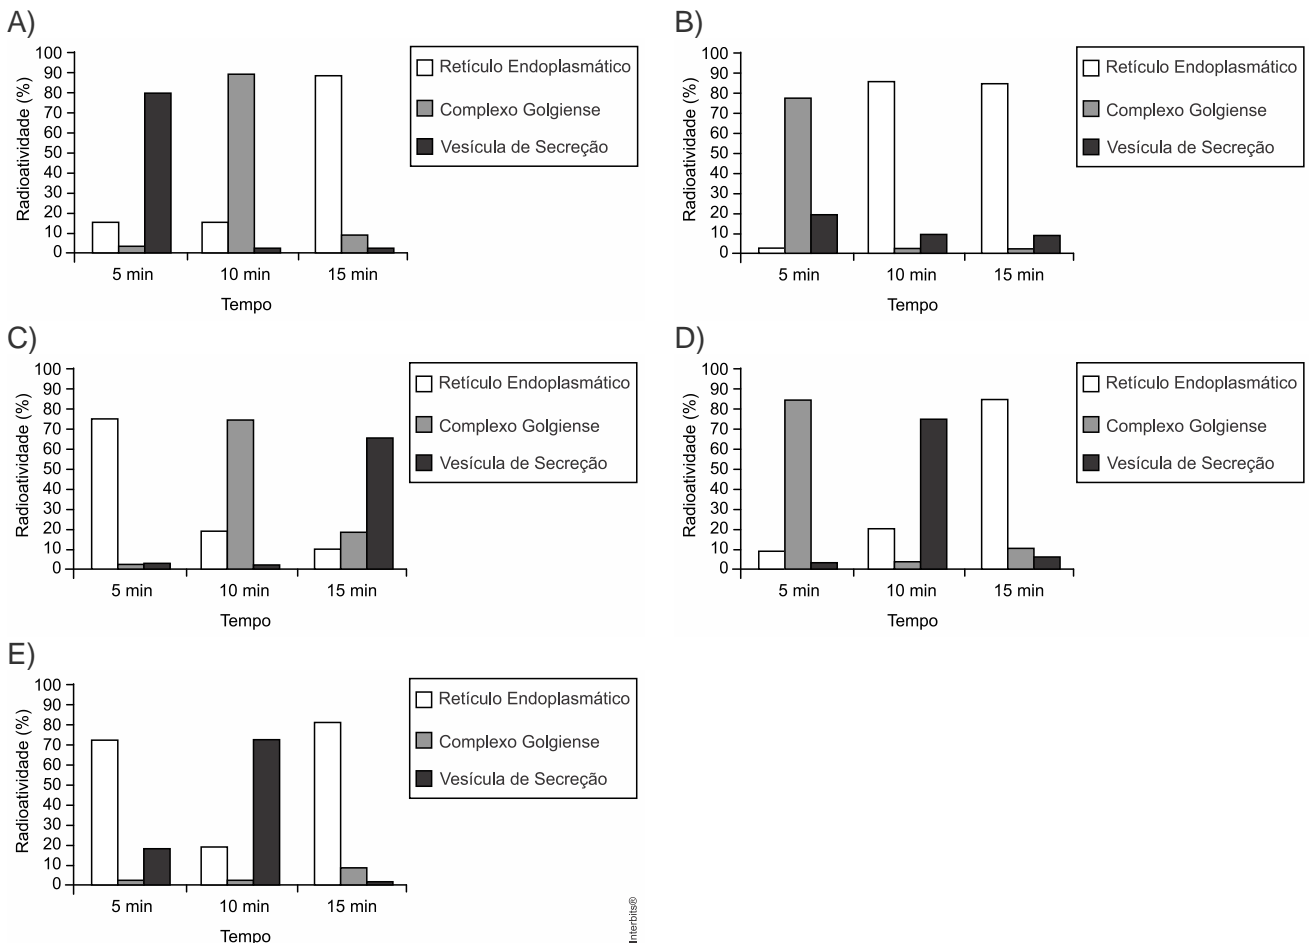 A)
Radioatividade (%)
100
90
80
70
60
50
40
30
20
10
0
5 min 10 min 15 min
Tempo
Retículo Endoplasmático
Complexo Golgiense
Vesícula de Secreção
B)
Radioatividade (%)
100
90
80
70
60
50
40
30
20
10
0
5 min 10 min 15 min
Tempo
Retículo Endoplasmático
Complexo Golgiense
Vesícula de Secreção
C)
Radioatividade (%)
100
90
80
70
60
50
40
30
20
10
0
5 min 10 min 15 min
Tempo
Retículo Endoplasmático
Complexo Golgiense
Vesícula de Secreção
D)
Radioatividade (%)
100
90
80
70
60
50
40
30
20
10
0
5 min 10 min 15 min
Tempo
Retículo Endoplasmático
Complexo Golgiense
Vesícula de Secreção
E)
Radioatividade (%)
100
90
80
70
60
50
40
30
20
10
0
5 min 10 min 15 min
Tempo
Retículo Endoplasmático
Complexo Golgiense
Vesícula de Secreção
Interbits®